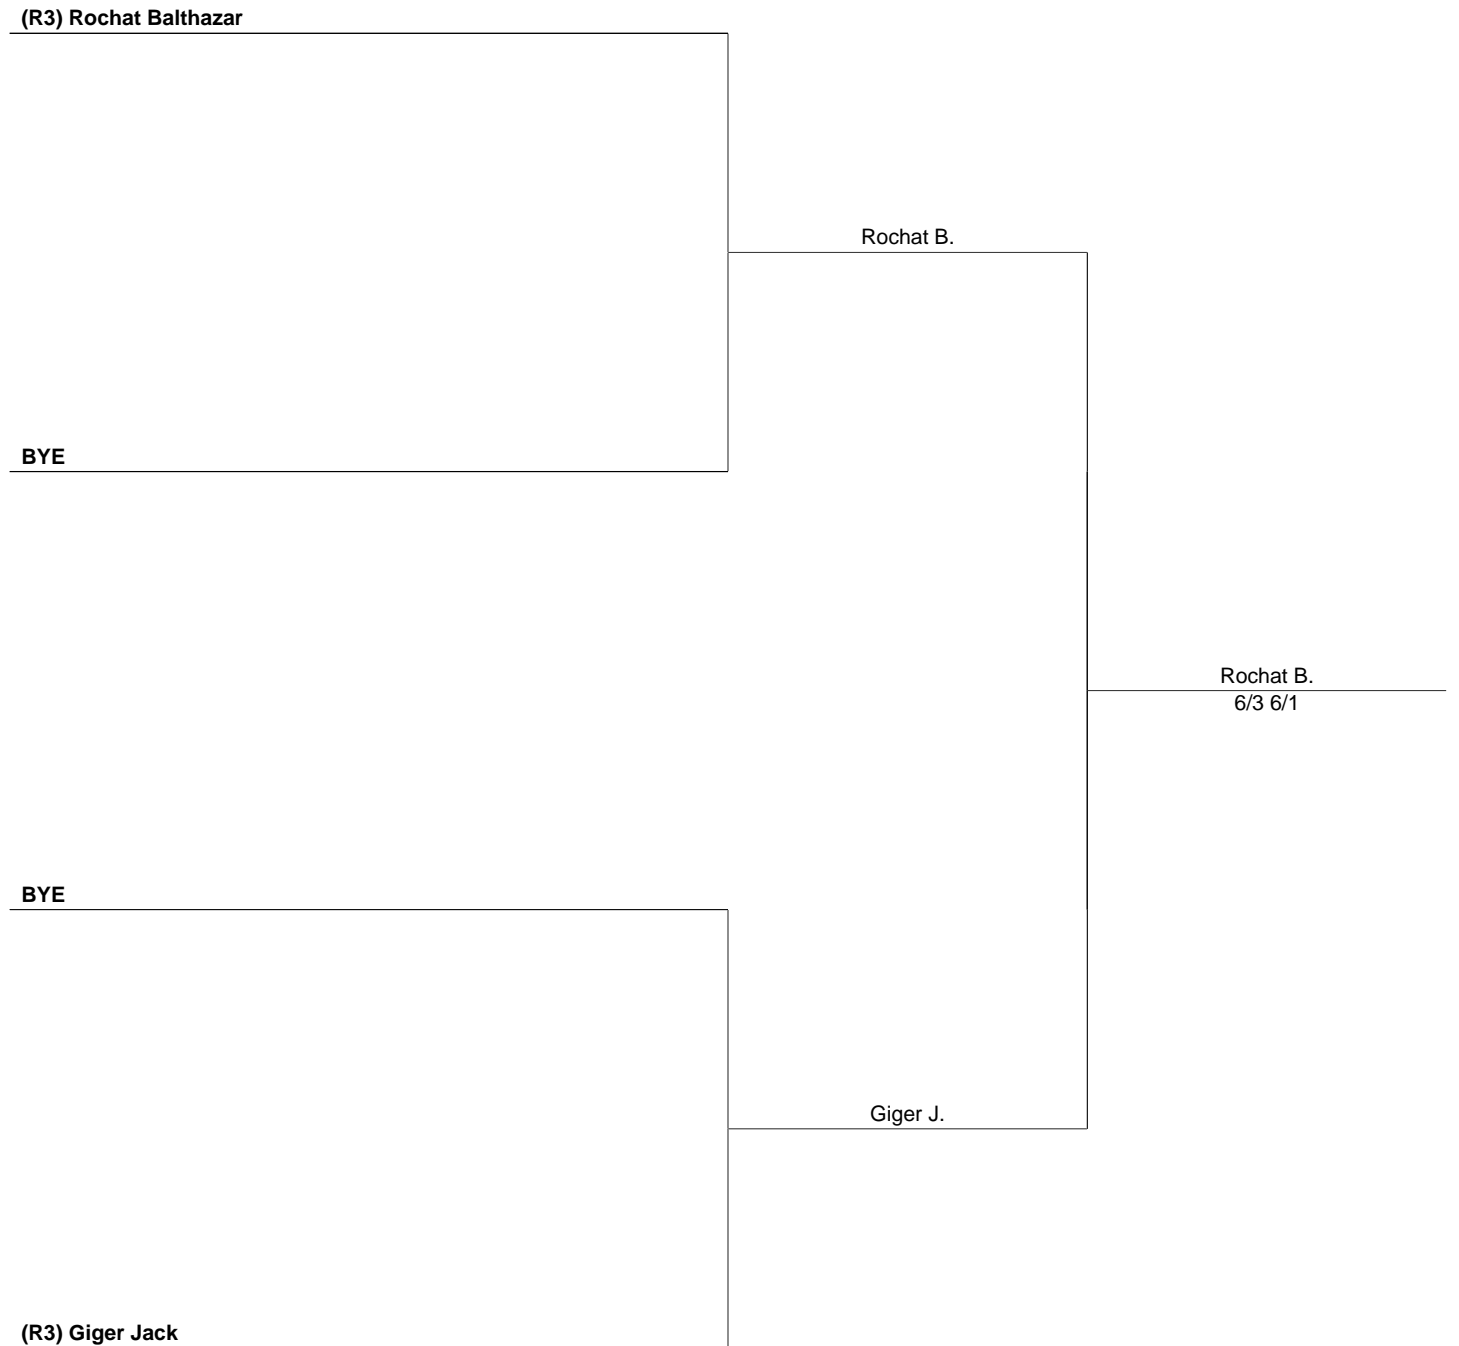 (R3) Rochat Balthazar
Rochat B.
BYE
Rochat B.
6/3 6/1
BYE
Giger J.
(R3) Giger Jack